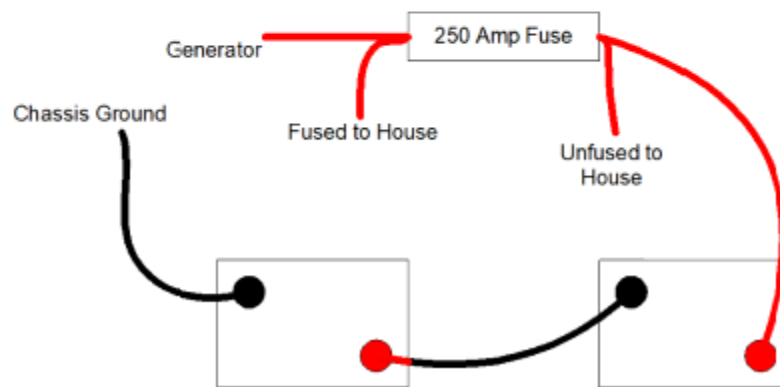 250 Amp Fuse
Generator
Chassis Ground
Fused to House
Unfused to
House